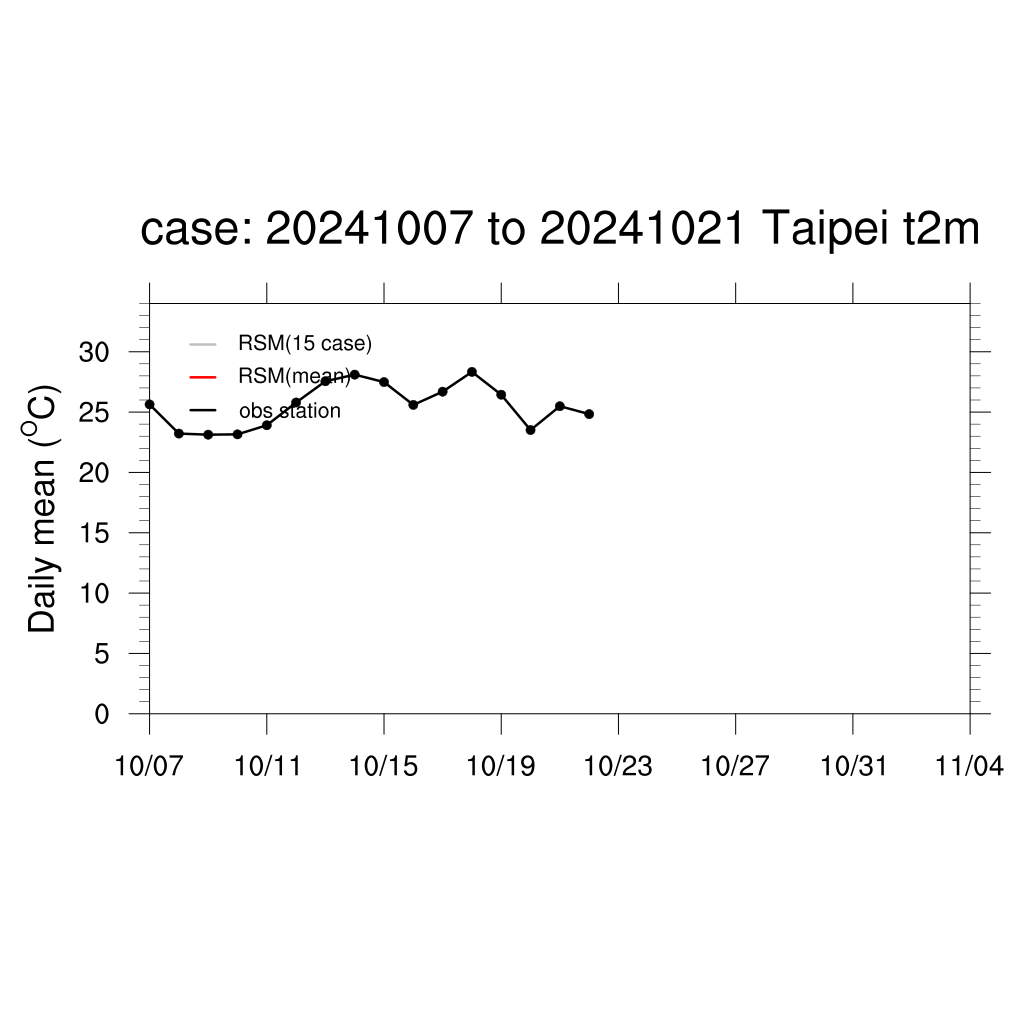 case: 20241007 to 20241021 Taipei t2m
Daily mean (°C)
30
25
20
15
10
5
0
RSM(15 case)
RSM(mean)
obs station
10/07 10/11 10/15 10/19 10/23 10/27 10/31 11/04